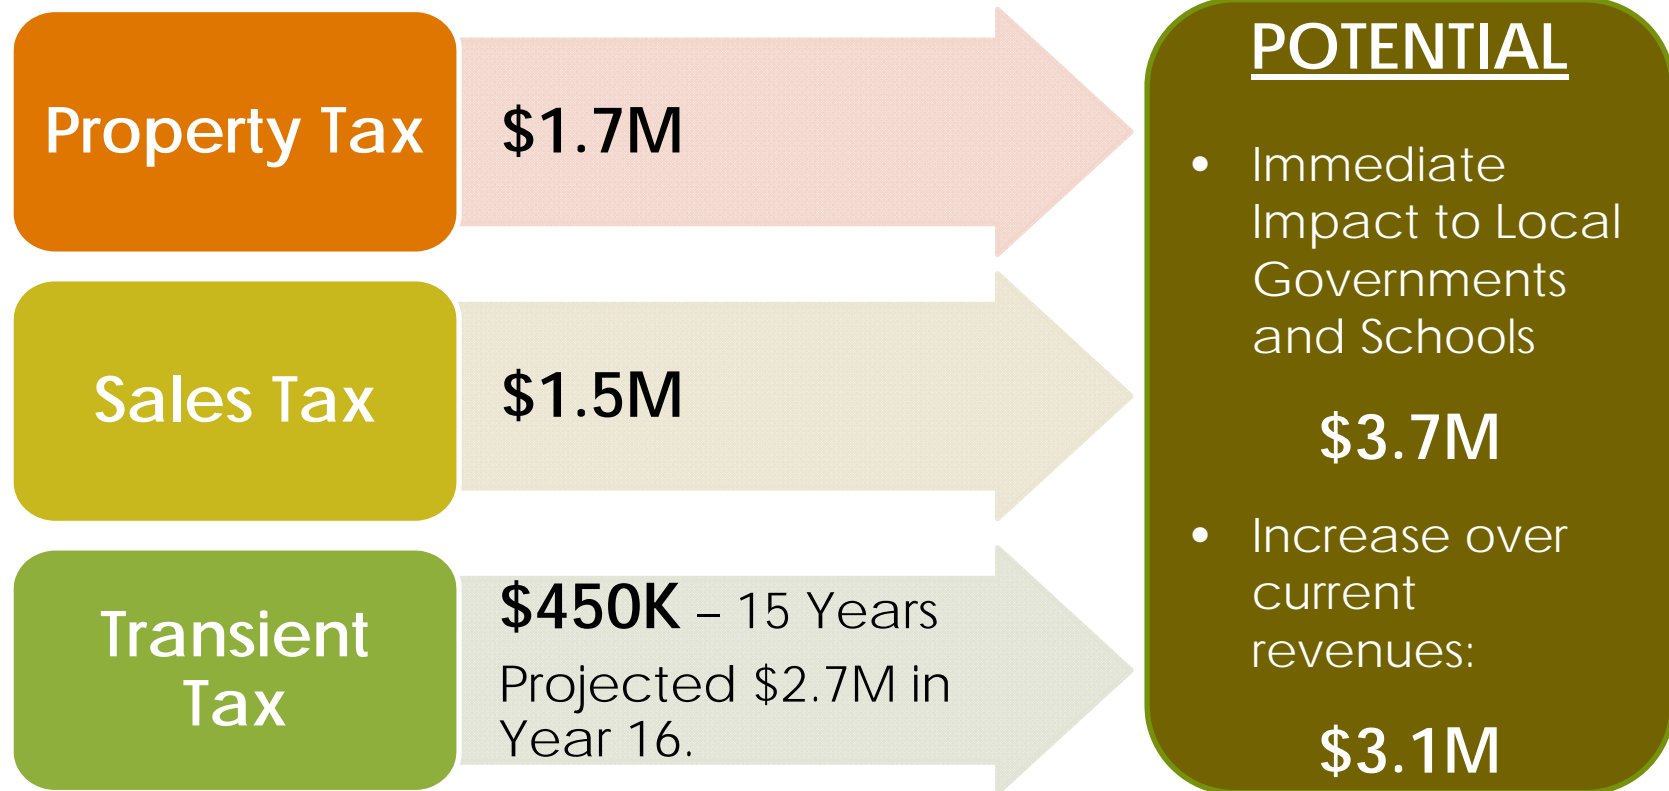 Property Tax
$1.7M
Sales Tax
$1.5M
Transient
Tax
$450K – 15 Years
Projected $2.7M in
Year 16.
POTENTIAL
• Immediate
Impact to Local
Governments
and Schools
$3.7M
• Increase over
current
revenues:
$3.1M